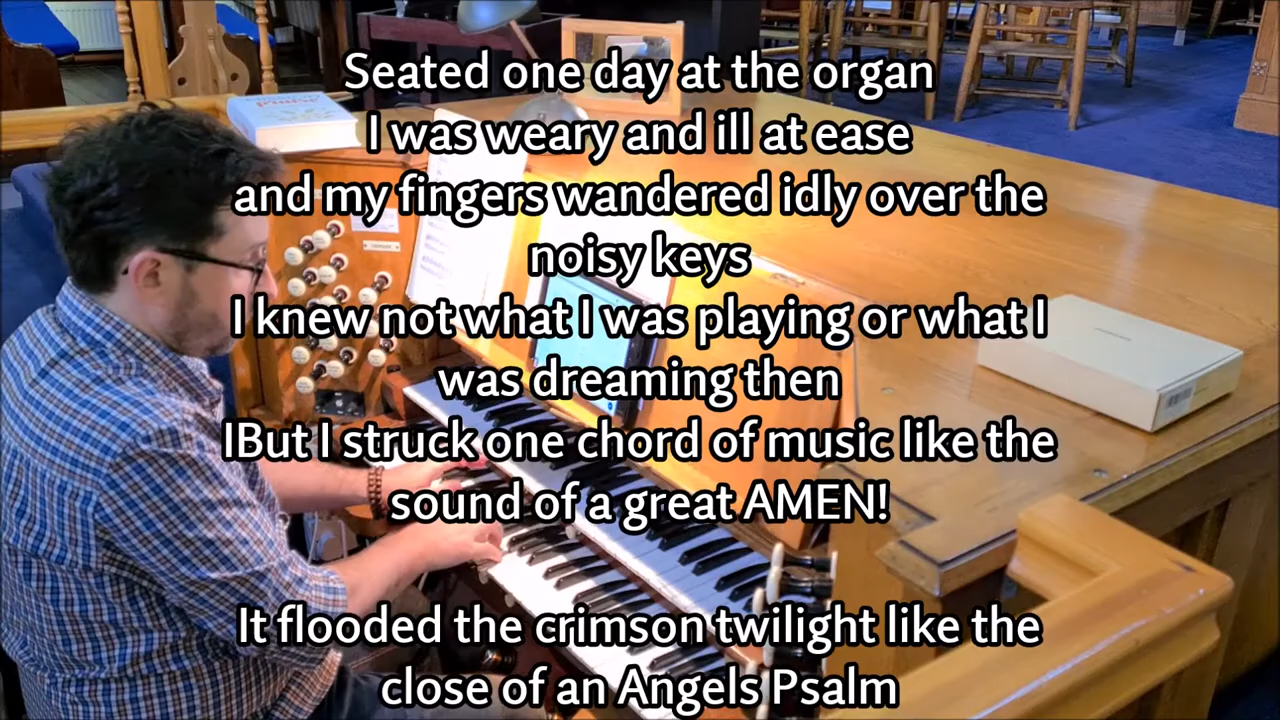 Seated one day at the organ
I was weary and ill at ease
and my fingers wandered idly over the
noisy keys
I knew not what I was playing or what I
was dreaming then
IBut I struck one chord of music like the
sound of a great AMEN!
It flooded the crimson twilight like the
close of an Angels Psalm